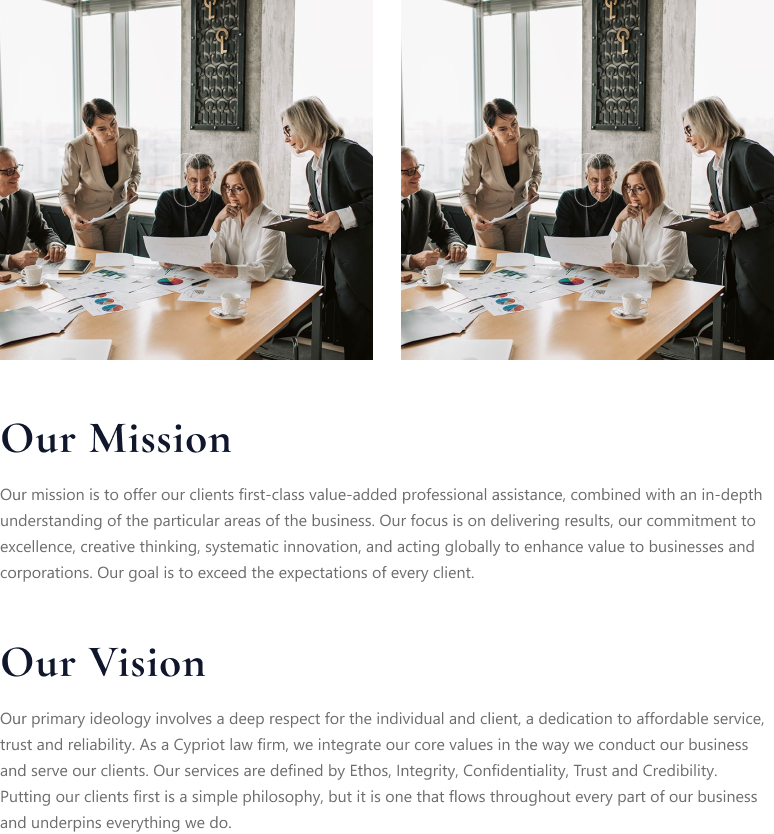 Our Mission
Our mission is to offer our clients first-class value-added professional assistance, combined with an in-depth
understanding of the particular areas of the business. Our focus is on delivering results, our commitment to
excellence, creative thinking, systematic innovation, and acting globally to enhance value to businesses and
corporations. Our goal is to exceed the expectations of every client.
Our Vision
Our primary ideology involves a deep respect for the individual and client, a dedication to affordable service,
trust and reliability. As a Cypriot law firm, we integrate our core values in the way we conduct our business
and serve our clients. Our services are defined by Ethos, Integrity, Confidentiality, Trust and Credibility.
Putting our clients first is a simple philosophy, but it is one that flows throughout every part of our business
and underpins everything we do.